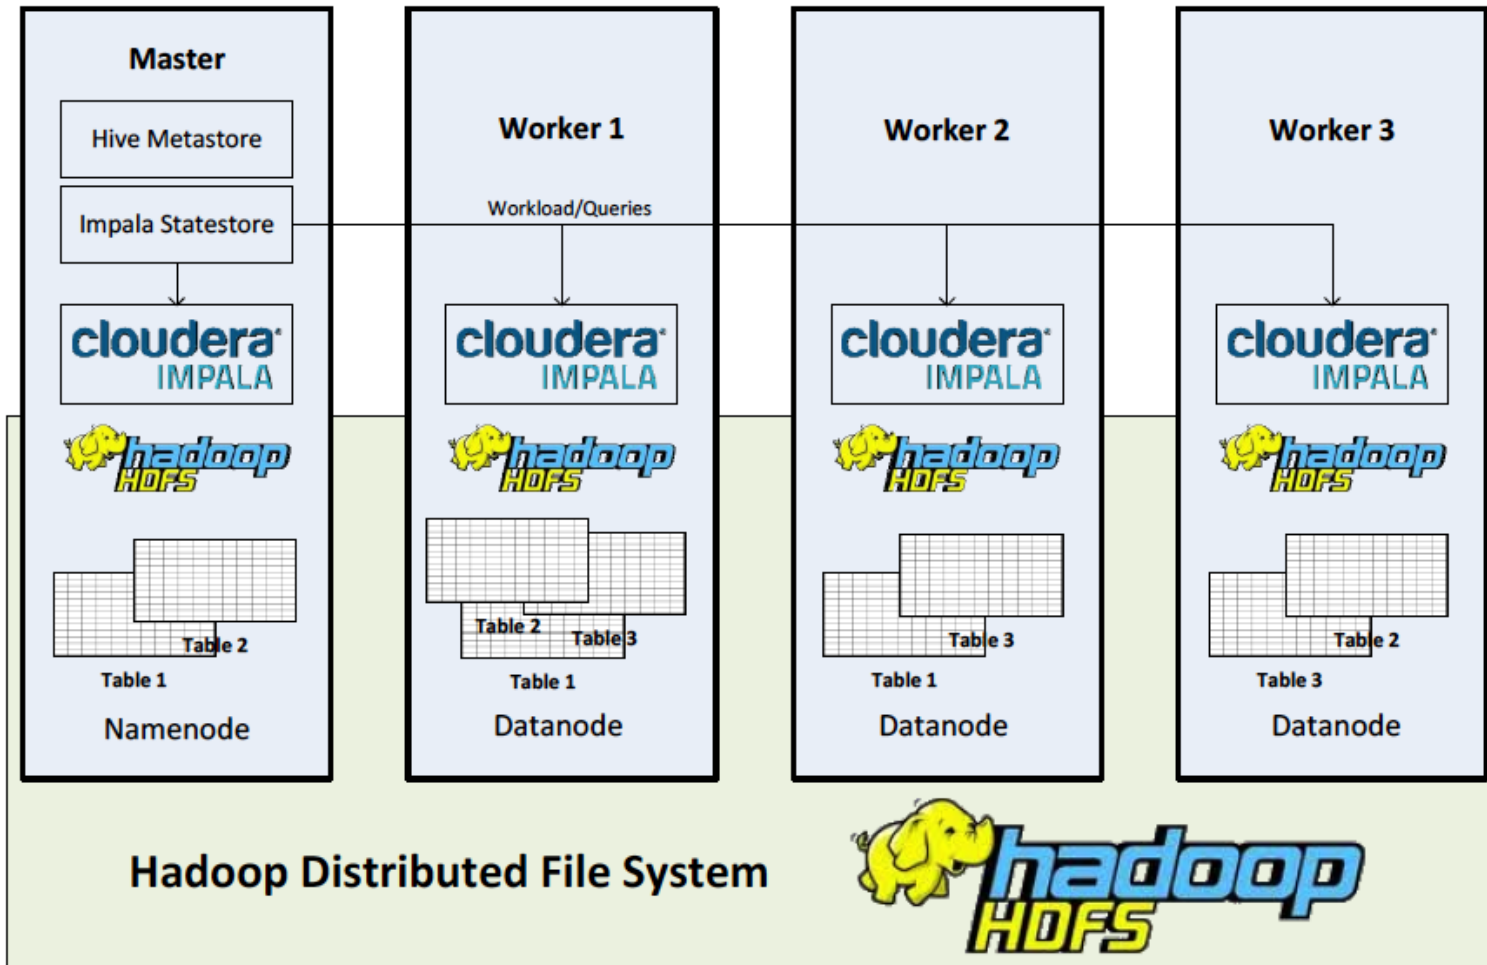 Master
Hive Metastore
Impala Statestore
cloudera
IMPALA
hadoop
HDFS
Table 2
Table 1
Namenode
Worker 1
Workload/Queries
cloudera
IMPALA
hadoop
HDFS
Table 2
Table 3
Table 1
Datanode
Worker 2
cloudera
IMPALA
hadoop
HDFS
Table 3
Table 1
Datanode
Worker 3
cloudera
IMPALA
hadoop
HDFS
Table 2
Table 3
Datanode
Hadoop Distributed File System
hadoop
HDFS